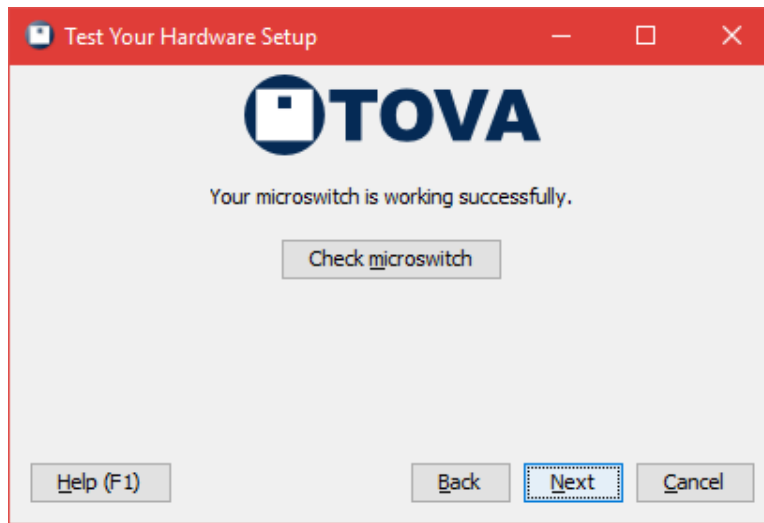 Test Your Hardware Setup
TOVA
Your microswitch is working successfully.
Check microswitch
Help (F1) Back Next Cancel